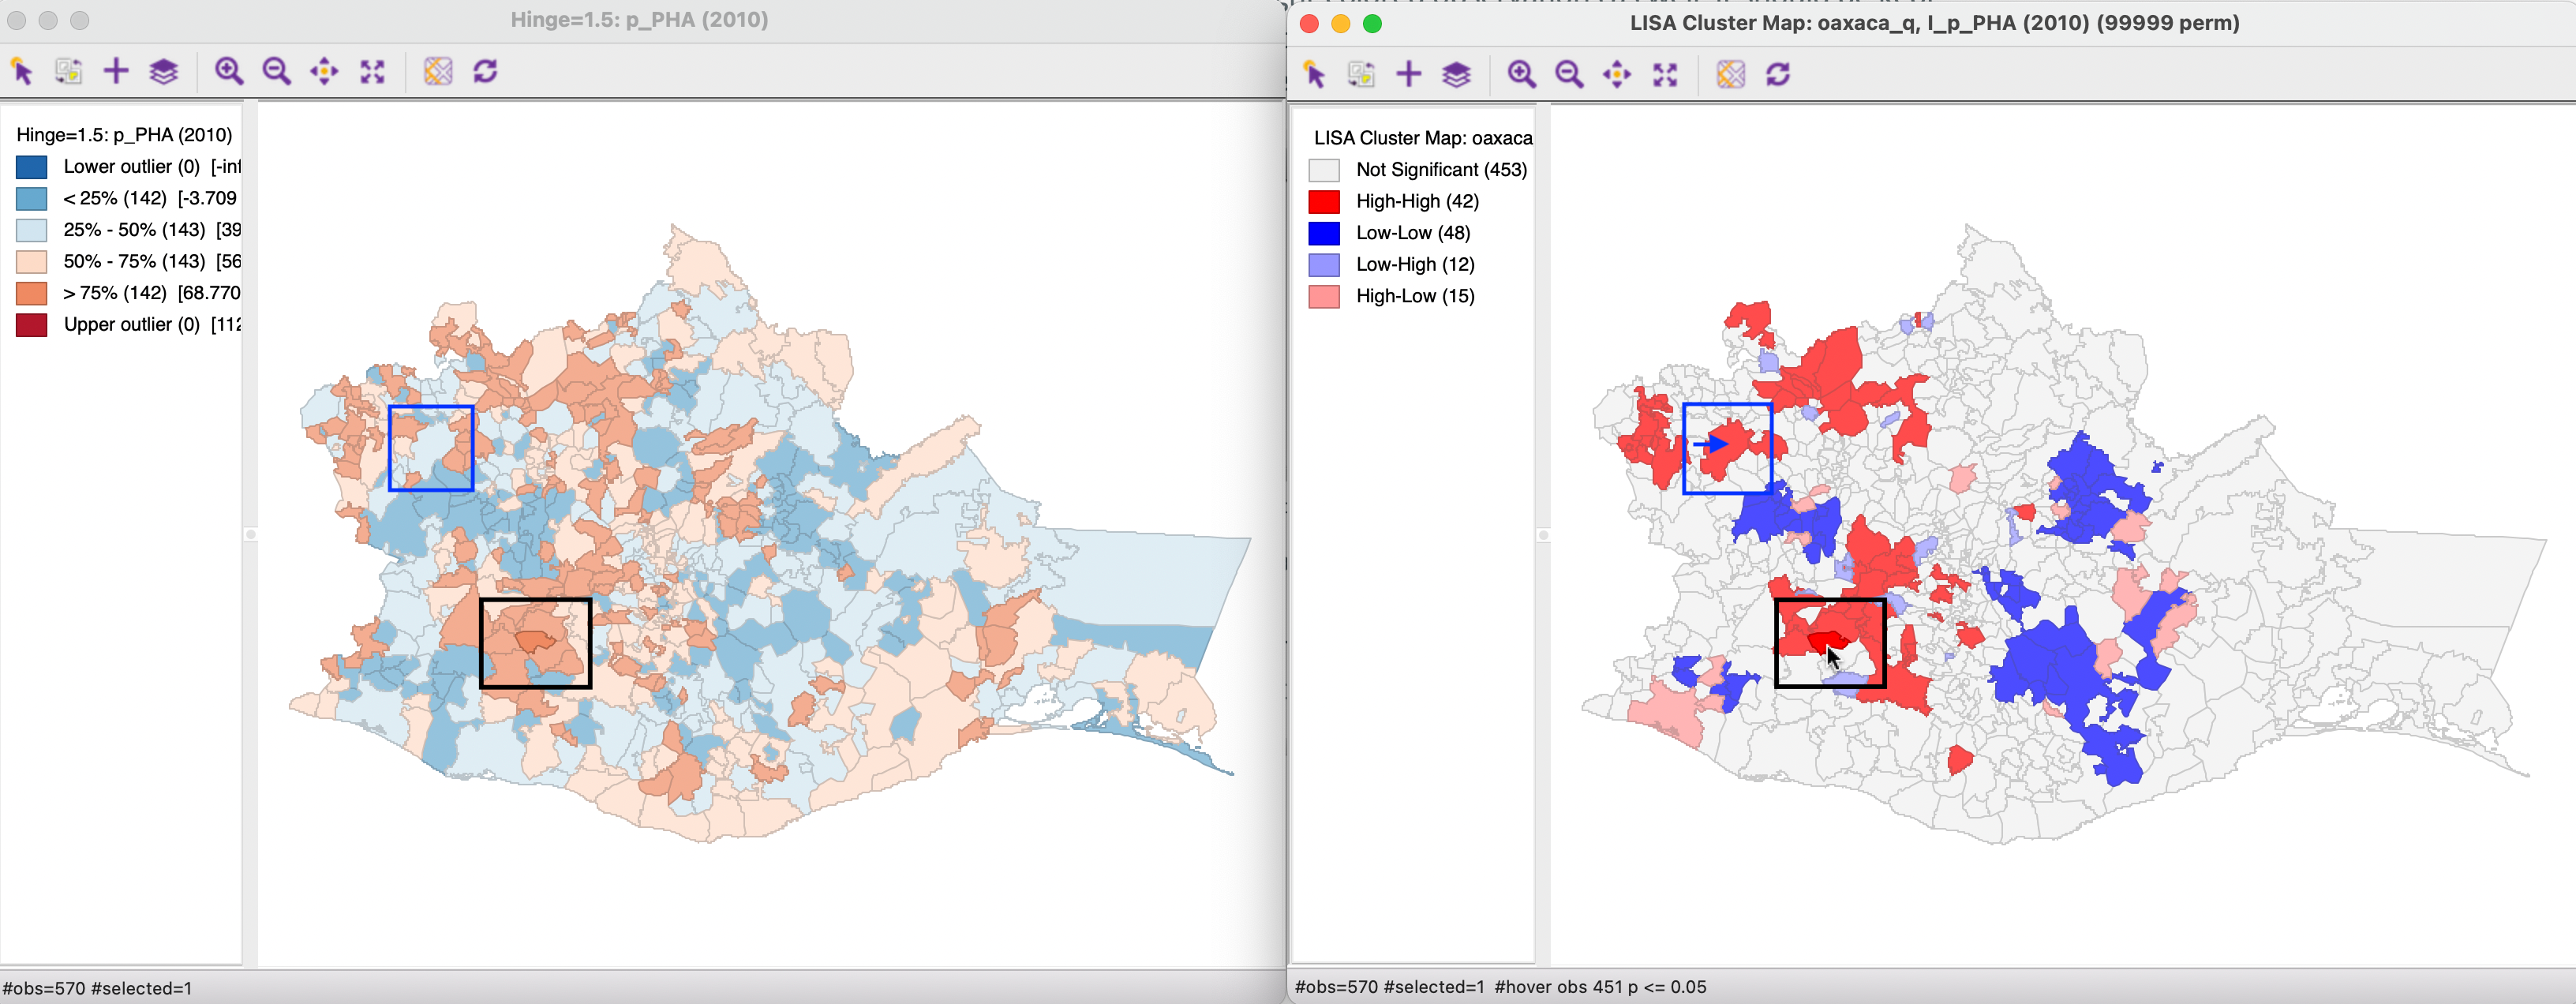 Hinge=1.5: p_PHA (2010)
Hinge=1.5: p_PHA (2010)
Lower outlier (0) [-inf
< 25% (142) [-3.709
25% - 50% (143) [39
50% - 75% (143) [56
> 75% (142) [68.770
Upper outlier (0) [112
#obs=570 #selected=1
LISA Cluster Map: oaxaca_q, I_p_PHA (2010) (99999 perm)
LISA Cluster Map: oaxaca
Not Significant (453)
High-High (42)
Low-Low (48)
Low-High (12)
High-Low (15)
#obs=570 #selected=1 #hover obs 451 p <= 0.05